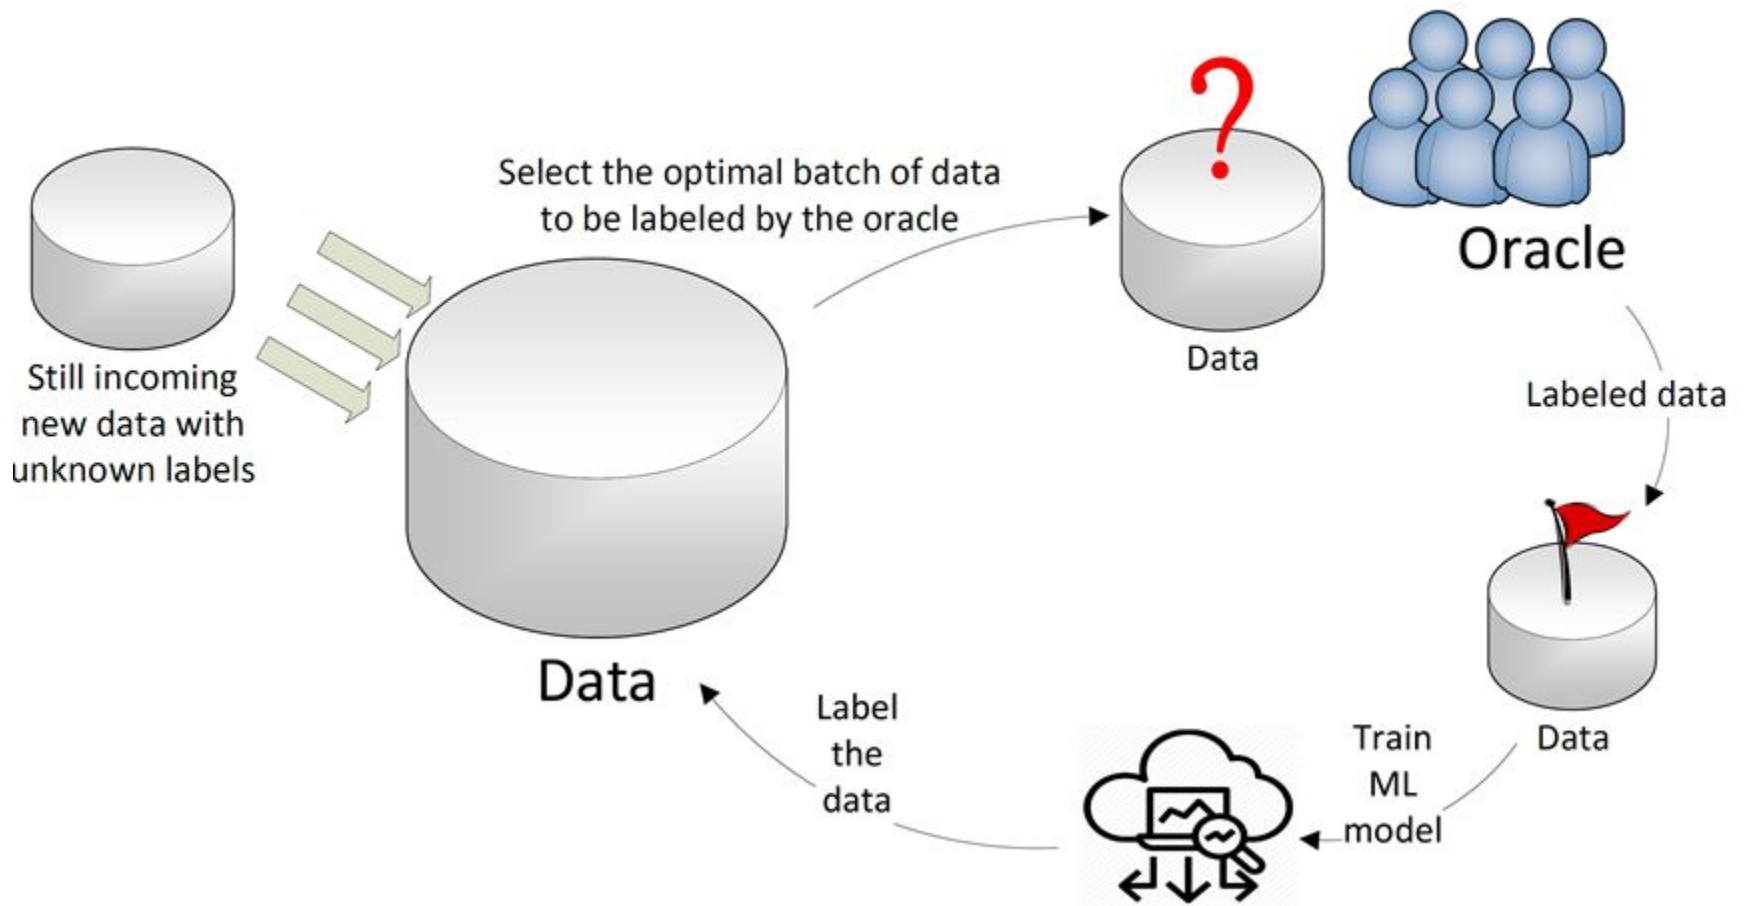 Still incoming
new data with
unknown labels
Select the optimal batch of data
to be labeled by the oracle
Data
Data
Oracle
Labeled data
Data
Train
ML
model
Label
the
data